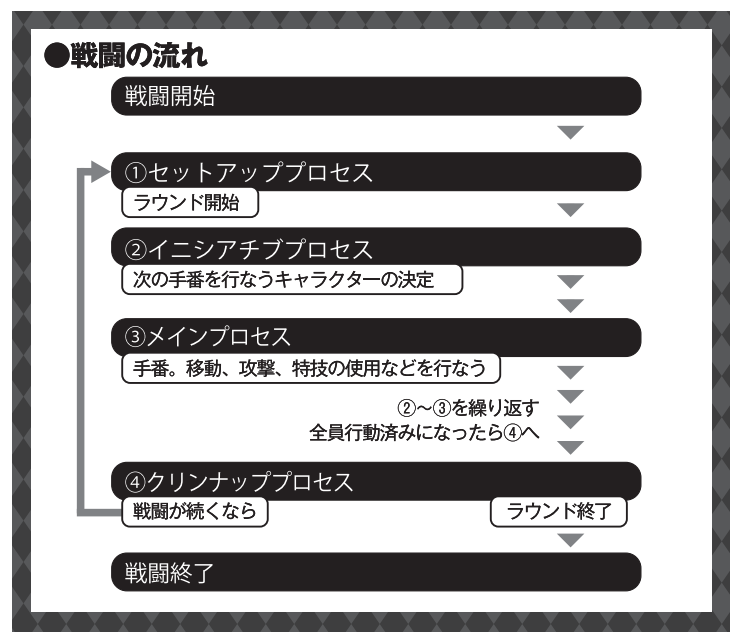 ●戦闘の流れ
戦闘開始
①セットアッププロセス
ラウンド開始
②イニシアチブプロセス
次の手番を行なうキャラクターの決定
③メインプロセス
手番。移動、攻撃、特技の使用などを行なう
②~③を繰り返す
全員行動済みになったら④へ
④クリンナッププロセス
戦闘が続くなら
ラウンド終了
戦闘終了